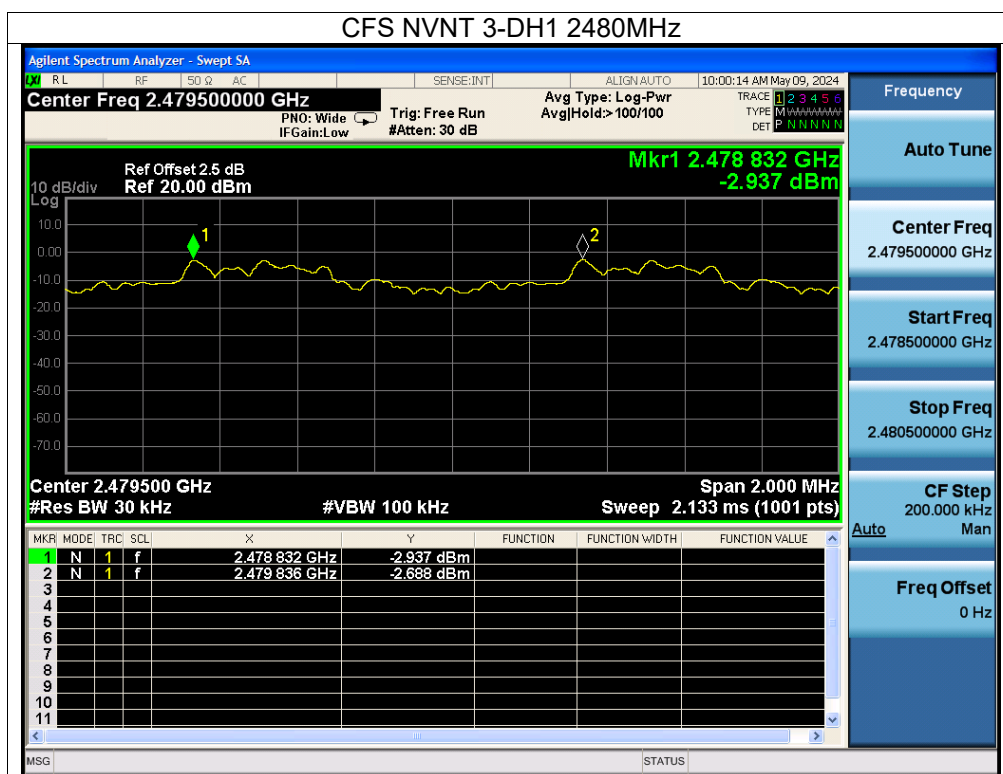 CFS NVNT 3-DH1 2480MHz
Agilent Spectrum Analyzer - Swept SA
LXI RL RF 50 Ω AC SENSE:INT ALIGN AUTO 10:00:14 AM May 09, 2024
Center Freq 2.479500000 GHz
PNO: Wide
IFGain:Low
Trig: Free Run
#Atten: 30 dB
Avg Type: Log-Pwr
Avg|Hold:>100/100
TRACE 1 2 3 4 5 6
TYPE M
DET P N N N N N
Mkr1 2.478 832 GHz
-2.937 dBm
Ref Offset 2.5 dB
10 dB/div Ref 20.00 dBm
Log
10.0
0.00
-10.0
-20.0
-30.0
-40.0
-50.0
-60.0
-70.0
1
2
Center 2.479500 GHz Span 2.000 MHz
#Res BW 30 kHz #VBW 100 kHz Sweep 2.133 ms (1001 pts)
MKR MODE TRC SCL X Y FUNCTION FUNCTION WIDTH FUNCTION VALUE
1 N 1 f 2.478 832 GHz -2.937 dBm
2 N 1 f 2.479 836 GHz -2.688 dBm
3
4
5
6
7
8
9
10
11
MSG STATUS
Frequency
Auto Tune
Center Freq
2.479500000 GHz
Start Freq
2.478500000 GHz
Stop Freq
2.480500000 GHz
CF Step
200.000 kHz
Auto Man
Freq Offset
0 Hz